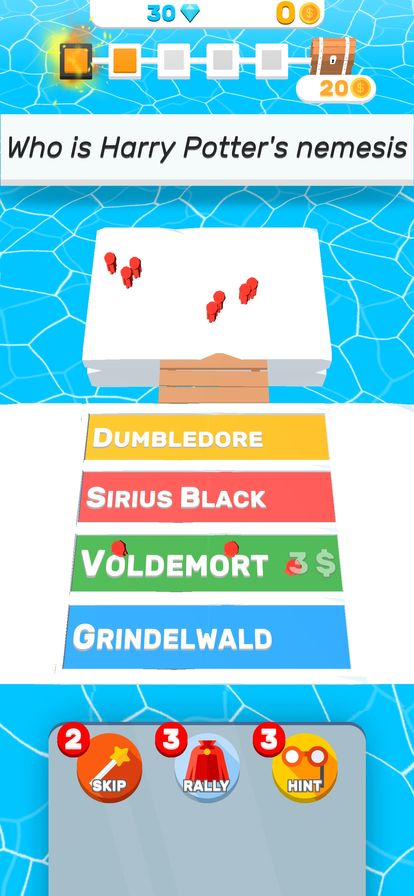 30
0
20
Who is Harry Potter's nemesis
DUMBLEDORE
SIRIUS BLACK
VOLDEMORT 3 $
GRINDELWALD
2 3 3
SKIP RALLY HINT